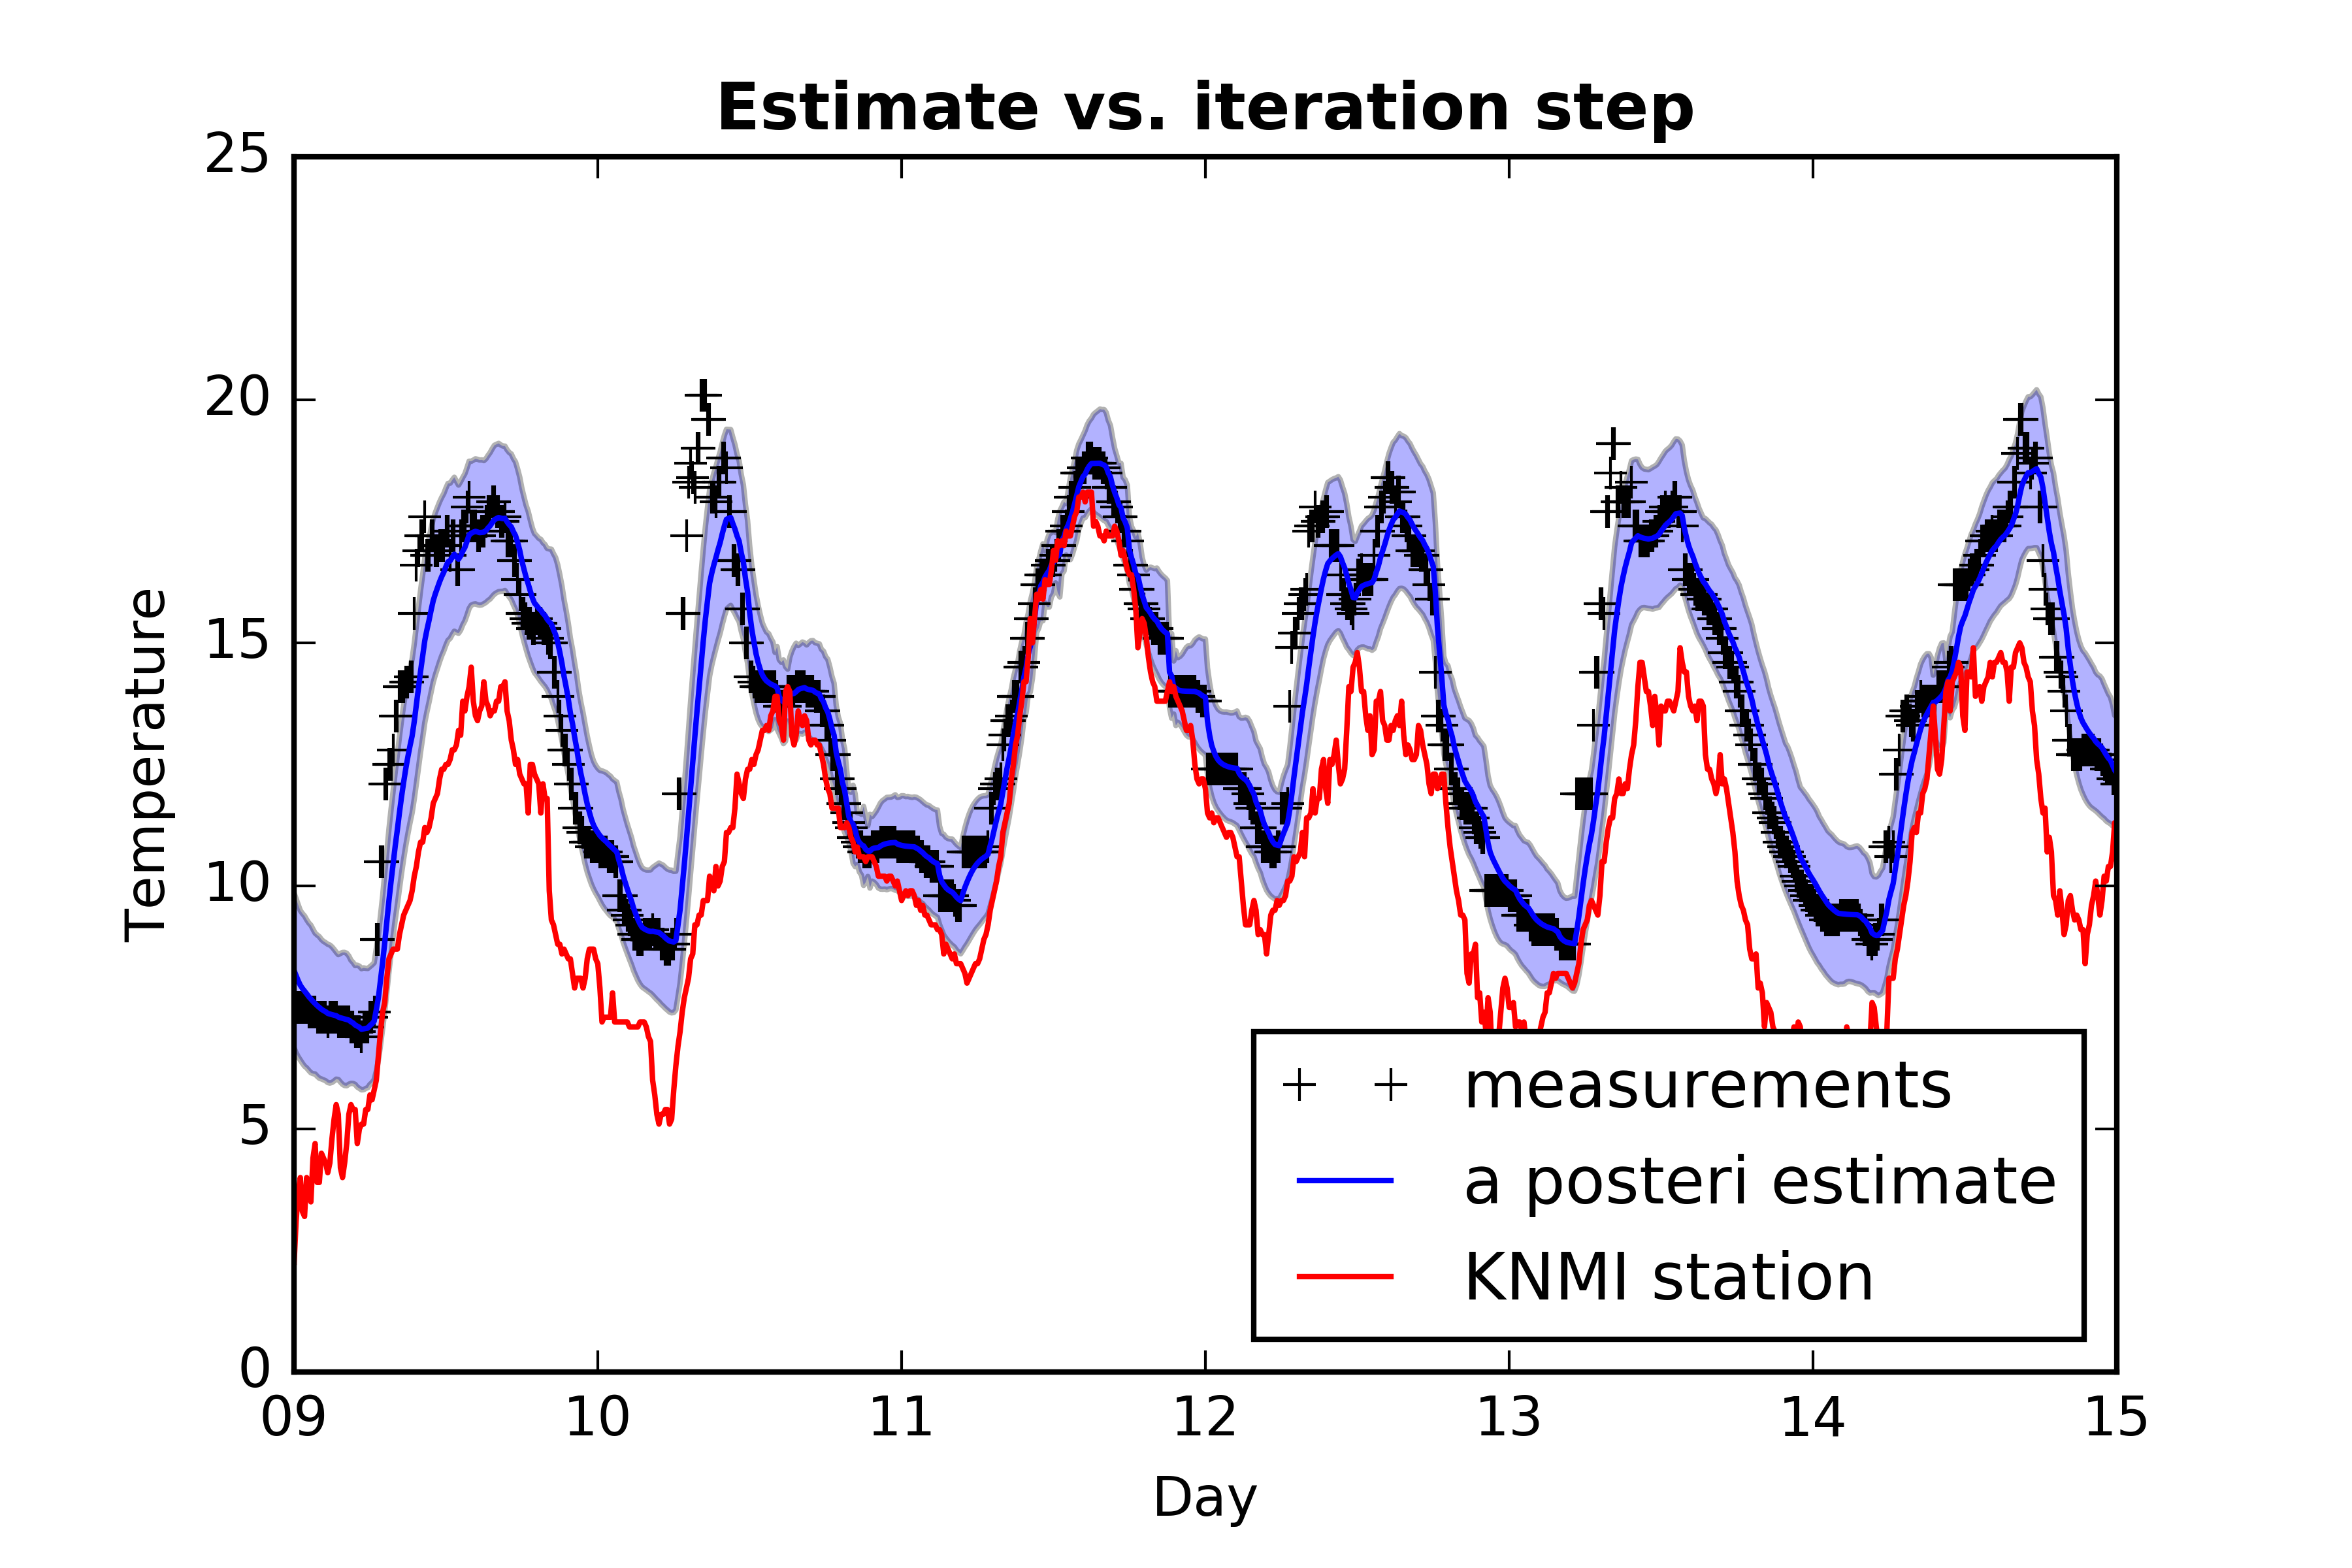 Estimate vs. iteration step
25
20
15
10
5
0
Temperature
09 10 11 12 13 14 15
Day
measurements
a posteri estimate
KNMI station